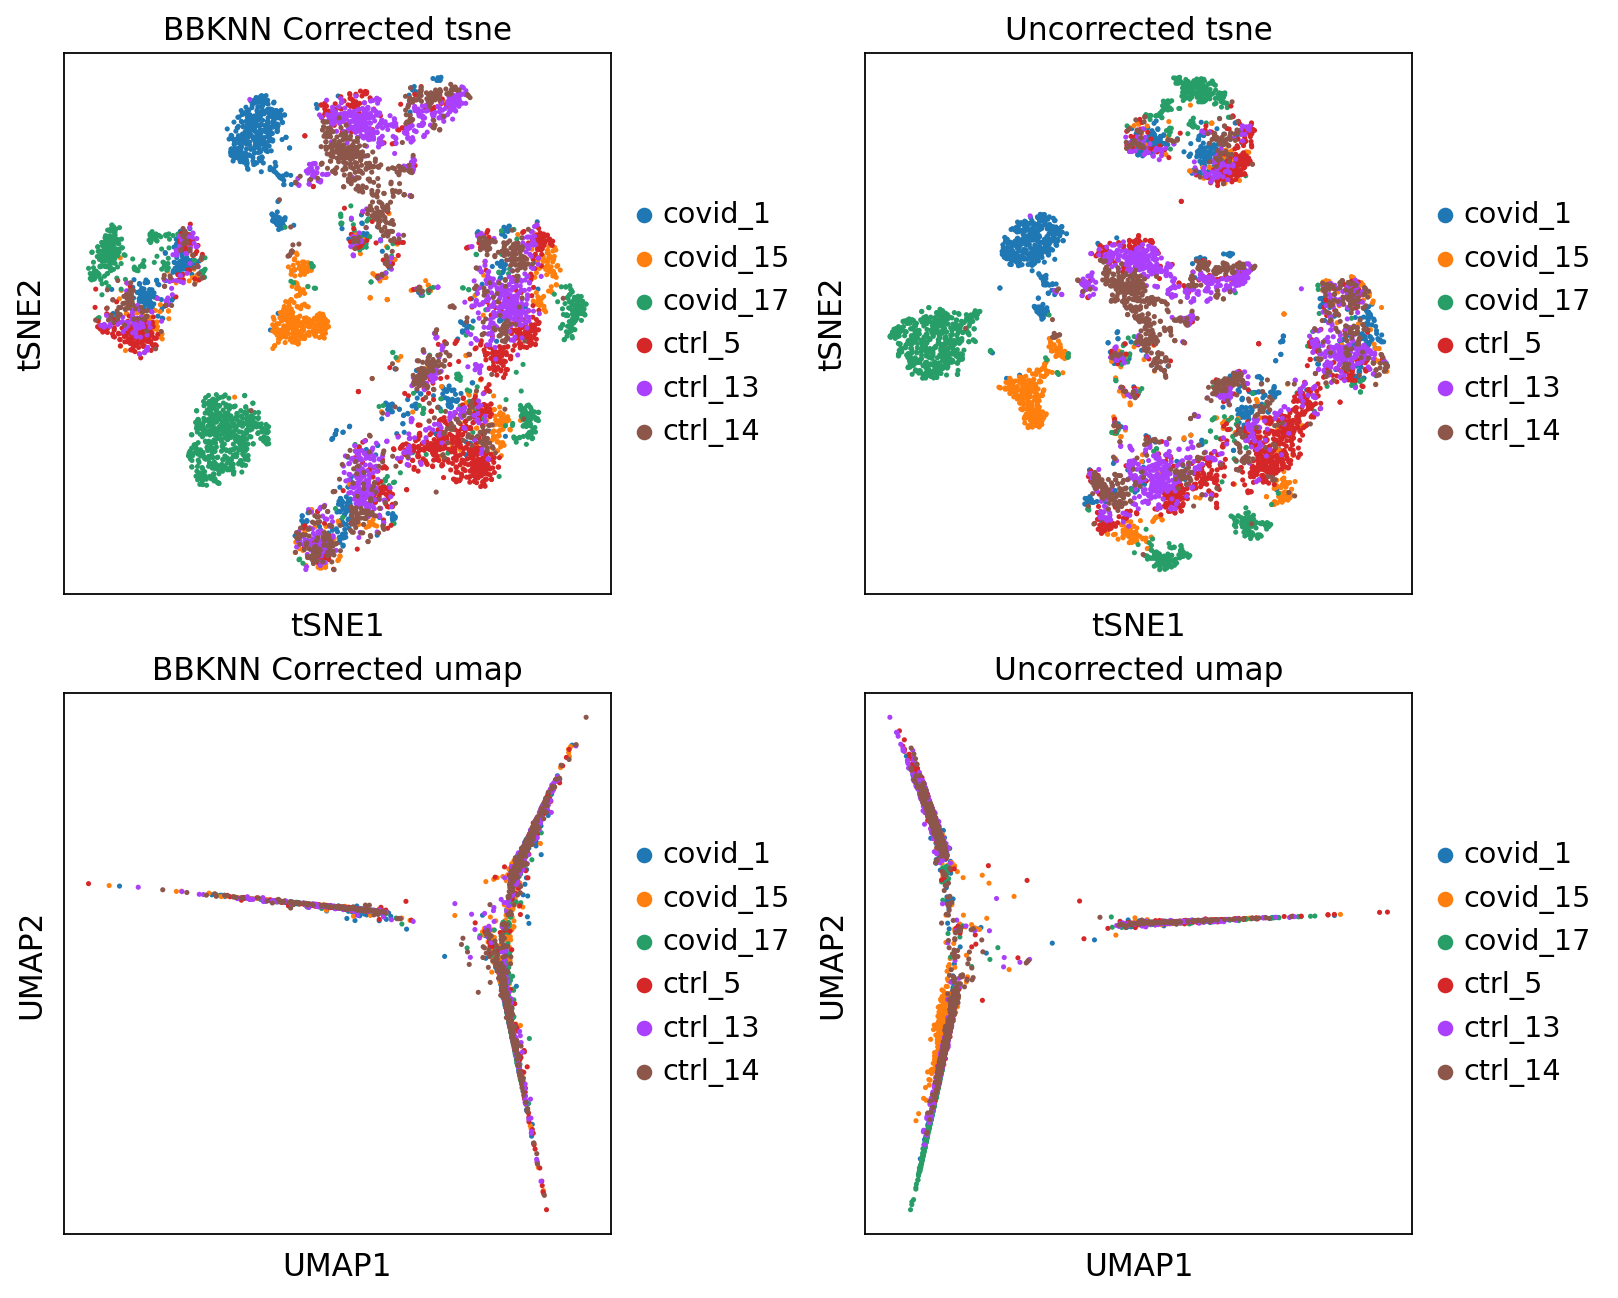 BBKNN Corrected tsne
tSNE2
tSNE1
covid_1
covid_15
covid_17
ctrl_5
ctrl_13
ctrl_14
Uncorrected tsne
tSNE2
tSNE1
covid_1
covid_15
covid_17
ctrl_5
ctrl_13
ctrl_14
BBKNN Corrected umap
UMAP2
UMAP1
covid_1
covid_15
covid_17
ctrl_5
ctrl_13
ctrl_14
Uncorrected umap
UMAP2
UMAP1
covid_1
covid_15
covid_17
ctrl_5
ctrl_13
ctrl_14